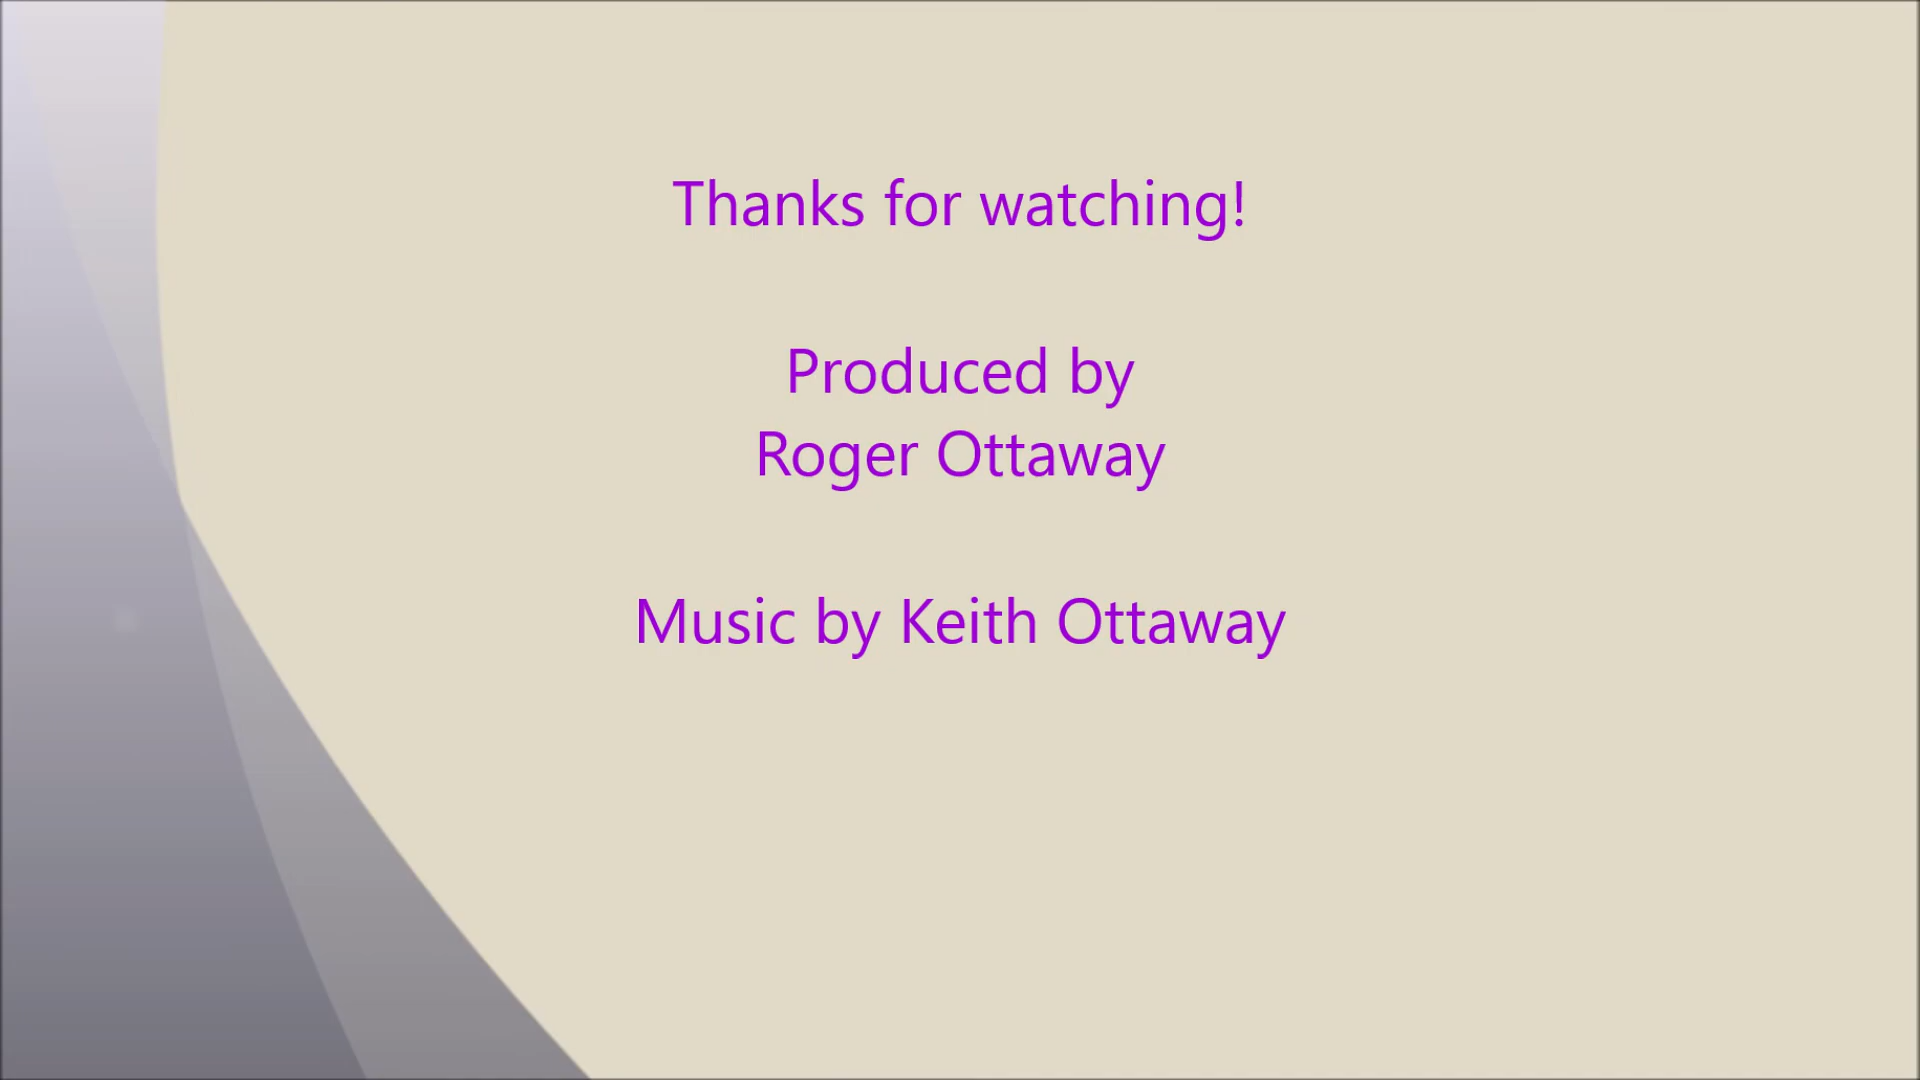 Thanks for watching!
Produced by
Roger Ottaway
Music by Keith Ottaway